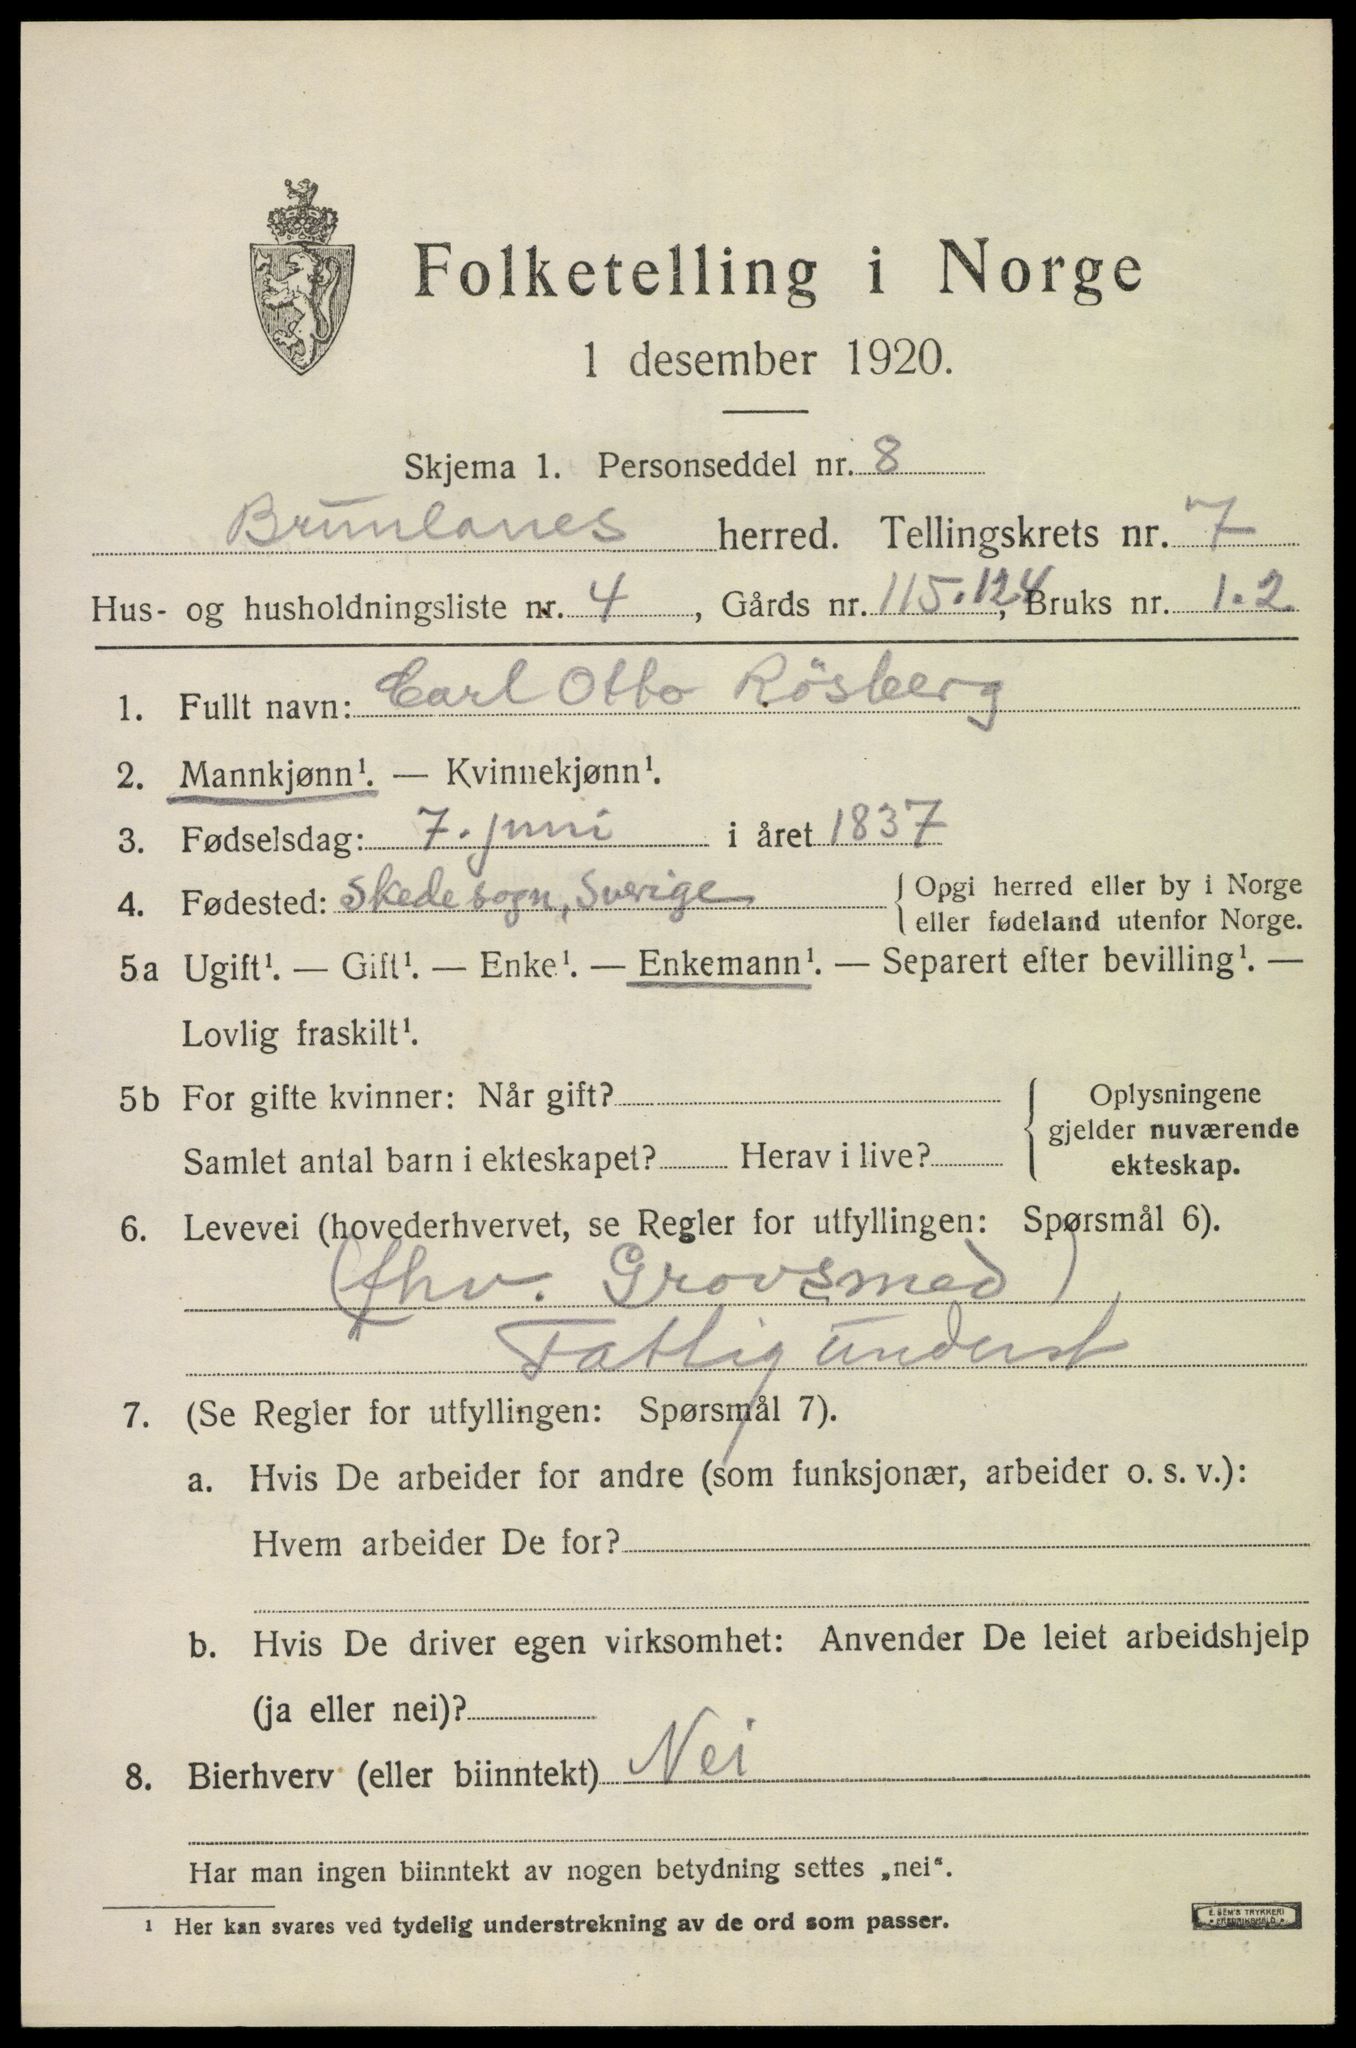 Folketelling i Norge
1 desember 1920.
Skjema 1. Personseddel nr. 8
Brunlanes herred. Tellingskrets nr. 7
Hus- og husholdningsliste nr. 4, Gårds nr. 115.124, Bruks nr. 1.2.
1. Fullt navn: Carl Otto Rösberg
2. Mannkjønn¹. — Kvinnekjønn¹.
3. Fødselsdag: 7. juni i året 1837
4. Fødested: Skede sogn, Sverige { Opgi herred eller by i Norge
eller fødeland utenfor Norge.
5a Ugift¹. — Gift¹. — Enke¹. — Enkemann¹. — Separert efter bevilling¹. —
Lovlig fraskilt¹.
5b For gifte kvinner: Når gift? { Oplysningene
gjelder nuværende
Samlet antal barn i ekteskapet? Herav i live? ekteskap.
6. Levevei (hovederhvervet, se Regler for utfyllingen: Spørsmål 6).
(fhv. Grovsmed)
Fattig underst
7. (Se Regler for utfyllingen: Spørsmål 7).
a. Hvis De arbeider for andre (som funksjonær, arbeider o. s. v.):
Hvem arbeider De for?
b. Hvis De driver egen virksomhet: Anvender De leiet arbeidshjelp
(ja eller nei)?
8. Bierhverv (eller biinntekt) Nei
Har man ingen biinntekt av nogen betydning settes „nei“.
¹ Her kan svares ved tydelig understrekning av de ord som passer.
E. SEM'S TRYKKERI
• FREDRIKSHALD •